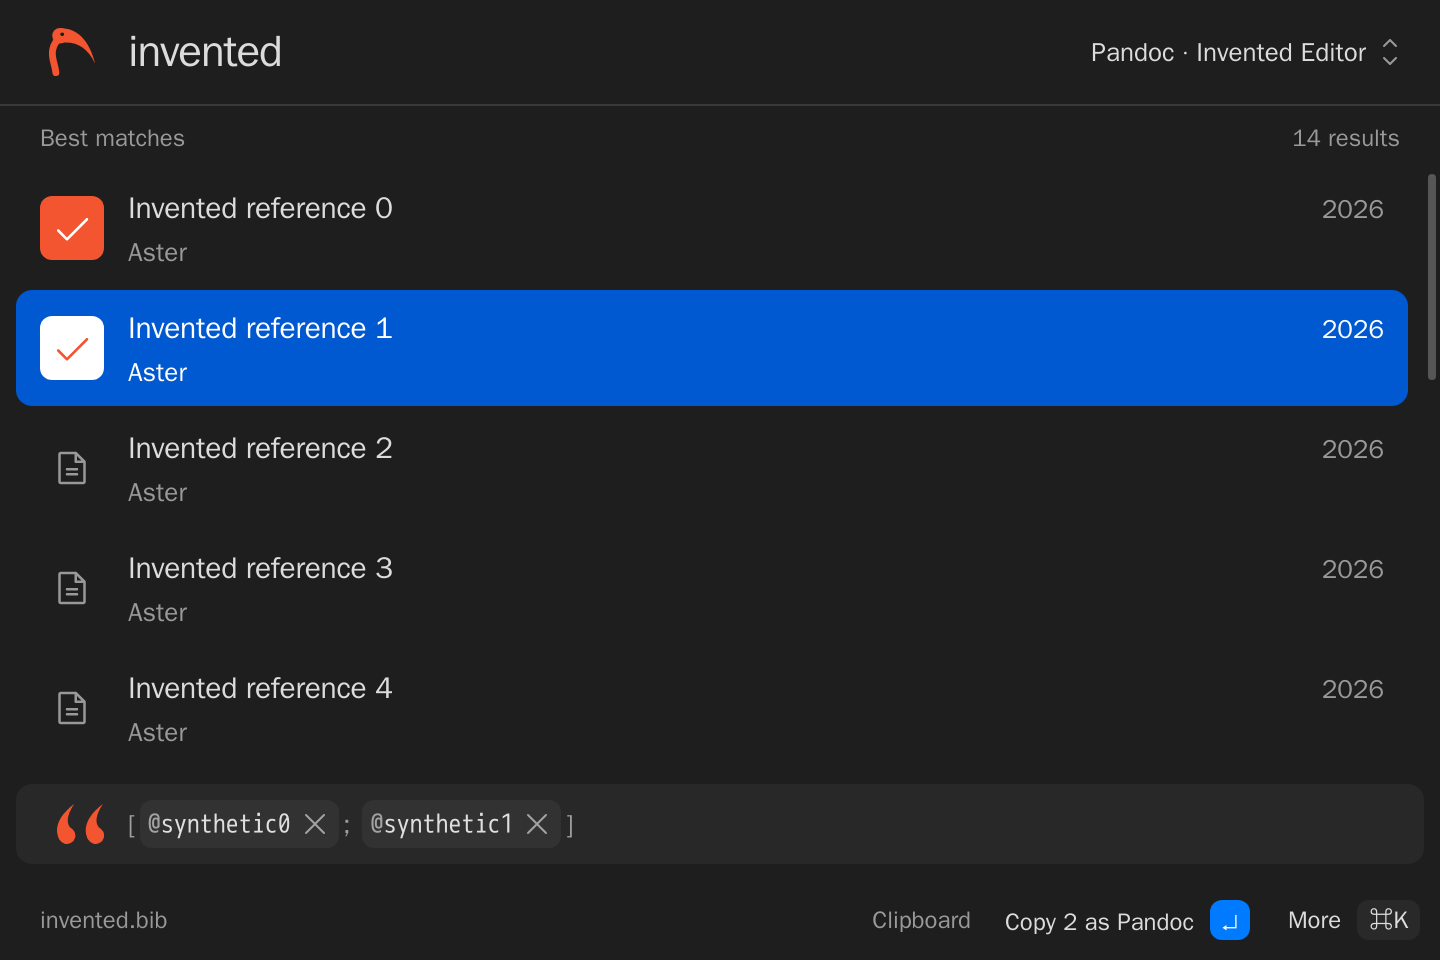 invented
Pandoc · Invented Editor
Best matches
14 results
Invented reference 0
2026
Aster
Invented reference 1
2026
Aster
Invented reference 2
2026
Aster
Invented reference 3
2026
Aster
Invented reference 4
2026
Aster
[ @synthetic0 ; @synthetic1 ]
invented.bib
Clipboard
Copy 2 as Pandoc
More
⌘K